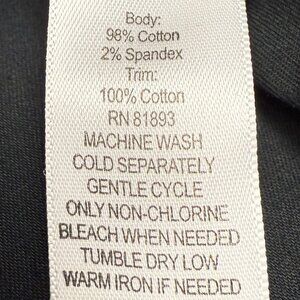 Body:
98% Cotton
2% Spandex
Trim:
100% Cotton
RN 81893
MACHINE WASH
COLD SEPARATELY
GENTLE CYCLE
ONLY NON-CHLORINE
BLEACH WHEN NEEDED
TUMBLE DRY LOW
WARM IRON IF NEEDED